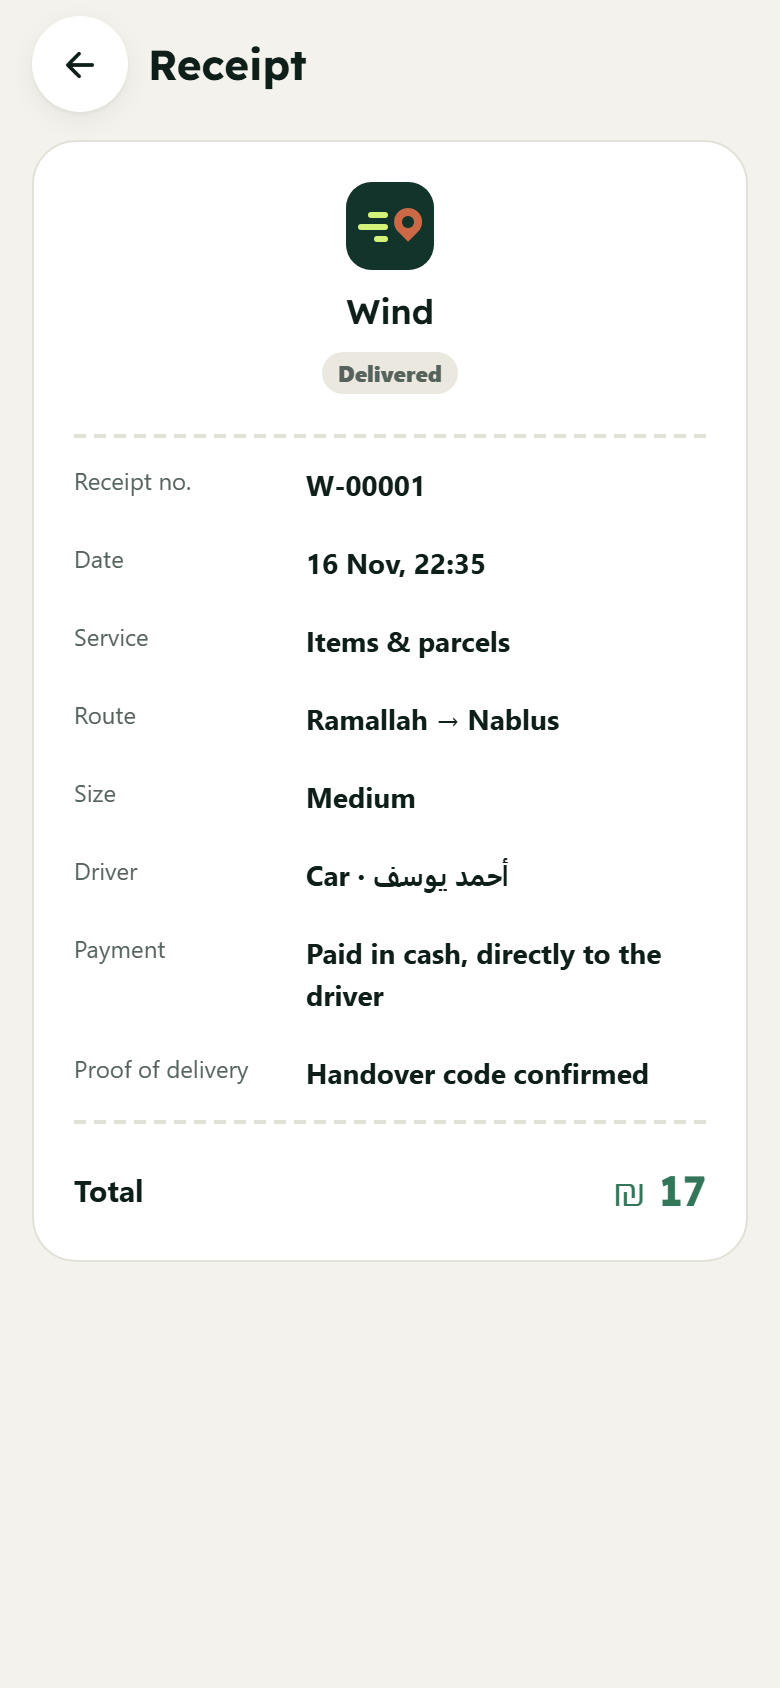 Receipt
Wind
Delivered
Receipt no. W-00001
Date 16 Nov, 22:35
Service Items & parcels
Route Ramallah → Nablus
Size Medium
Driver Car · أحمد يوسف
Payment Paid in cash, directly to the
driver
Proof of delivery Handover code confirmed
Total ₪ 17